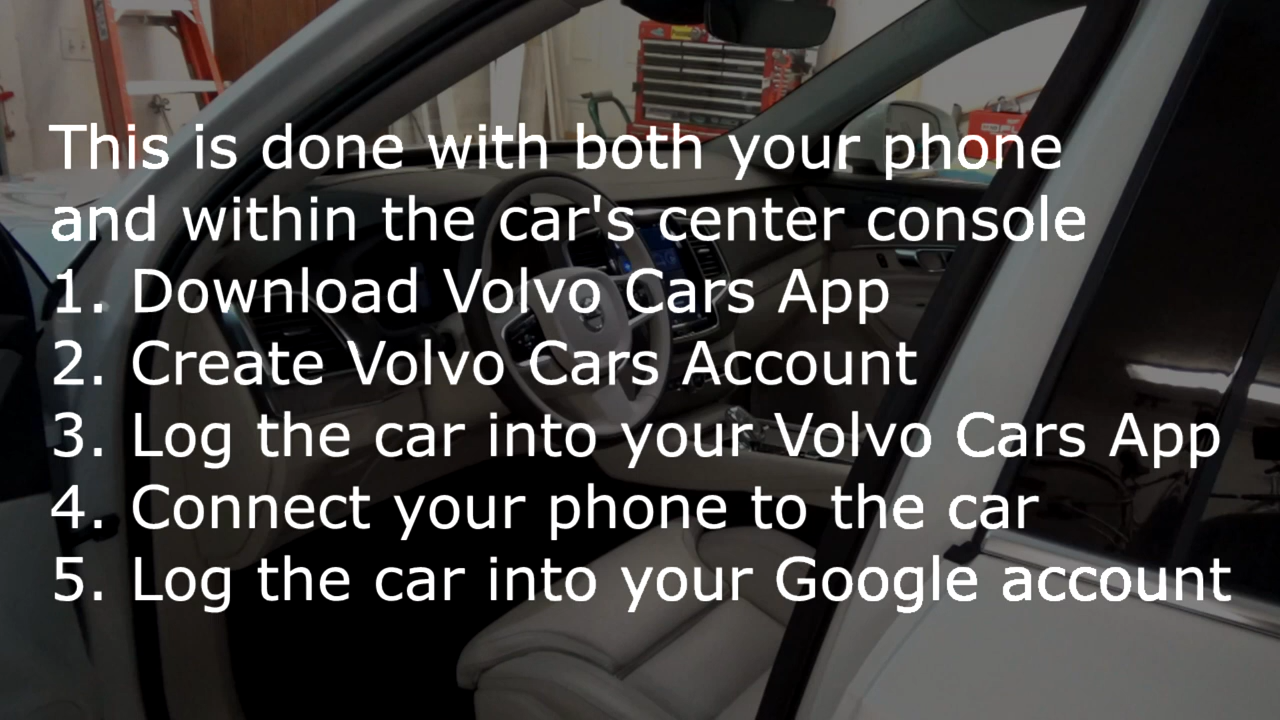 This is done with both your phone
and within the car's center console
1. Download Volvo Cars App
2. Create Volvo Cars Account
3. Log the car into your Volvo Cars App
4. Connect your phone to the car
5. Log the car into your Google account